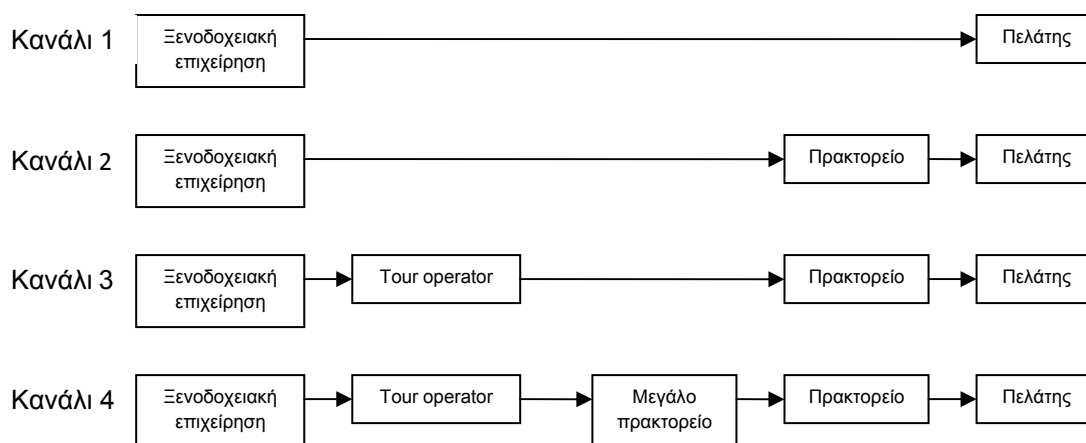 Κανάλι 1
Ξενοδοχειακή
επιχείρηση
Πελάτης
Κανάλι 2
Ξενοδοχειακή
επιχείρηση
Πρακτορείο
Πελάτης
Κανάλι 3
Ξενοδοχειακή
επιχείρηση
Tour operator
Πρακτορείο
Πελάτης
Κανάλι 4
Ξενοδοχειακή
επιχείρηση
Tour operator
Μεγάλο
πρακτορείο
Πρακτορείο
Πελάτης